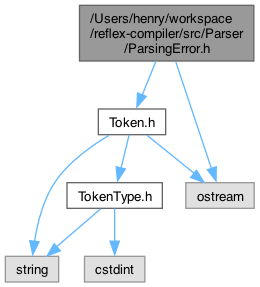 /Users/henry/workspace
/reflex-compiler/src/Parser
/ParsingError.h
Token.h
TokenType.h
ostream
string
cstdint